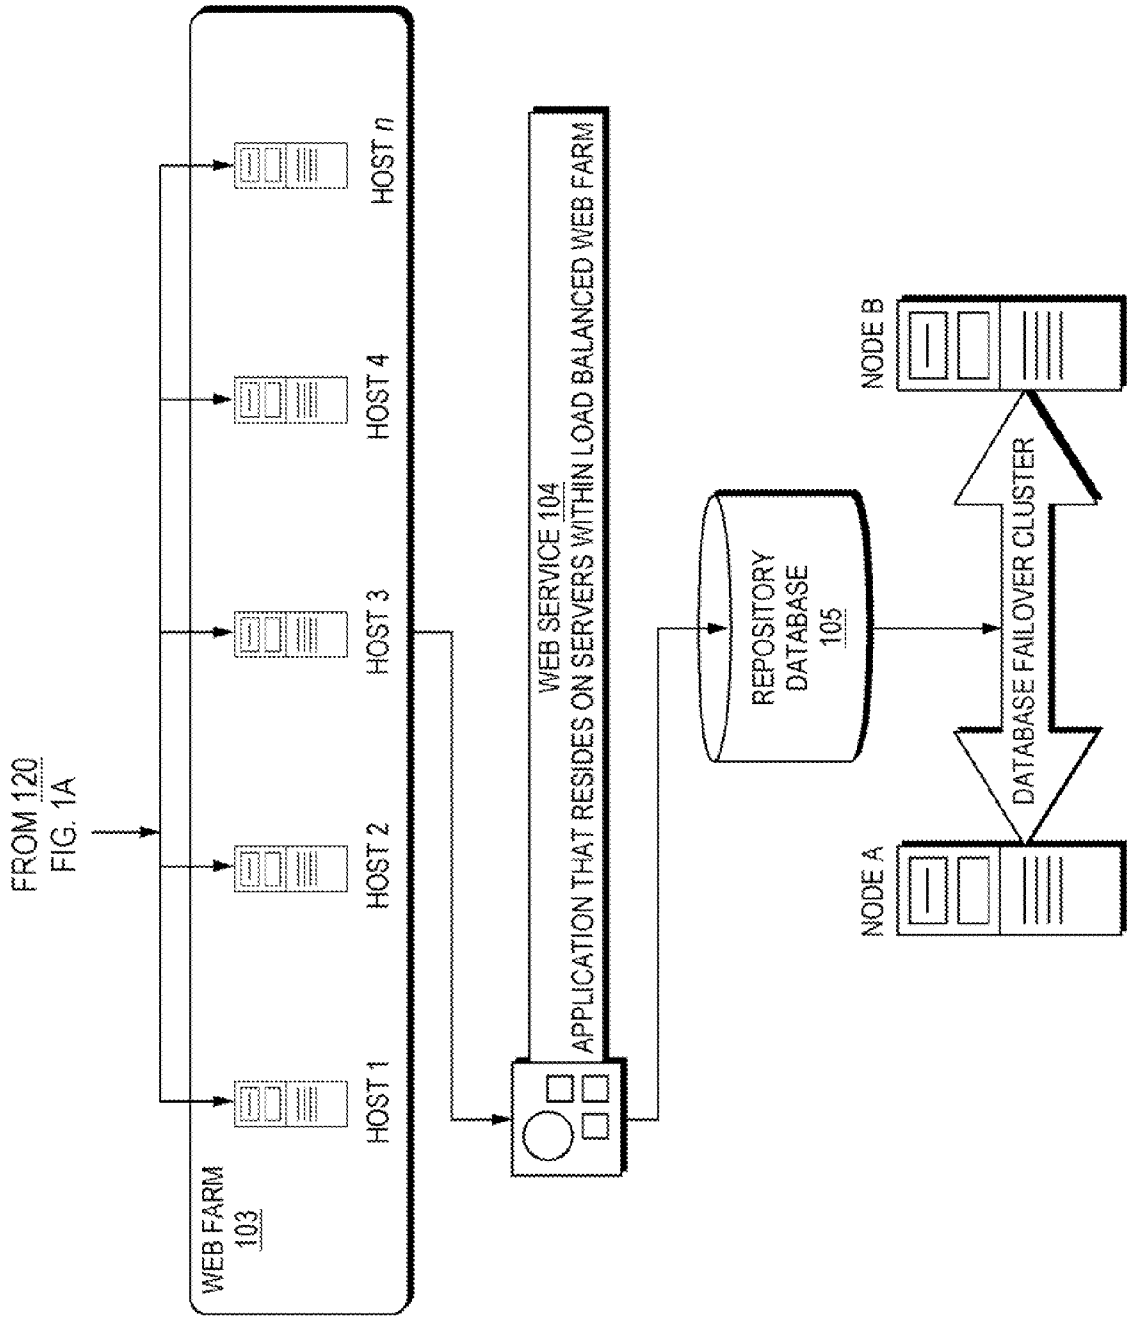 FROM 120
FIG. 1A
WEB FARM
103
HOST 1
HOST 2
HOST 3
HOST 4
HOST n
WEB SERVICE 104
APPLICATION THAT RESIDES ON SERVERS WITHIN LOAD BALANCED WEB FARM
REPOSITORY
DATABASE
105
NODE A
DATABASE FAILOVER CLUSTER
NODE B